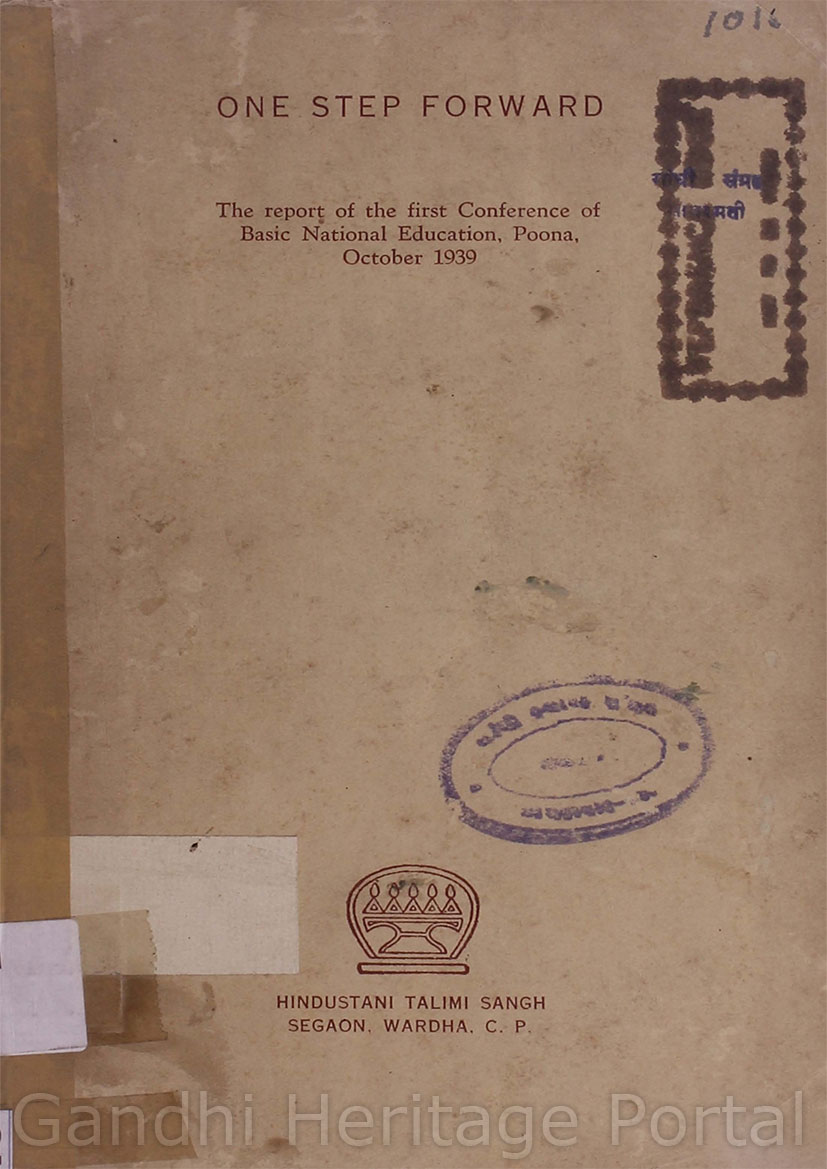 1016
ONE STEP FORWARD
The report of the first Conference of
Basic National Education, Poona,
October 1939
HINDUSTANI TALIMI SANGH
SEGAON, WARDHA, C. P.
Gandhi Heritage Portal